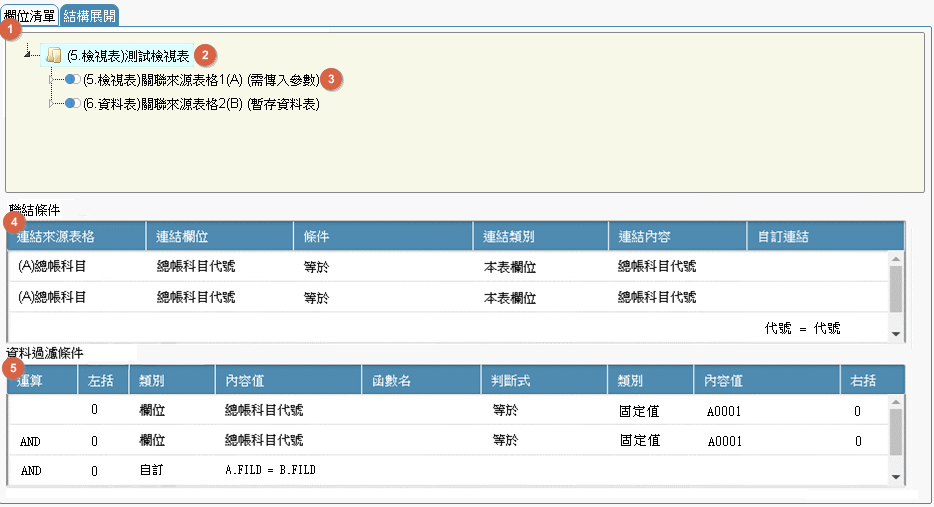 欄位清單 結構展開
1
(5.檢視表)測試檢視表 2
(5.檢視表)關聯來源表格1(A) (需傳入參數) 3
(6.資料表)關聯來源表格2(B) (暫存資料表)
聯結條件
4
連結來源表格 連結欄位 條件 連結類別 連結內容 自訂連結
(A)總帳科目 總帳科目代號 等於 本表欄位 總帳科目代號
(A)總帳科目 總帳科目代號 等於 本表欄位 總帳科目代號
代號 = 代號
資料過濾條件
5
運算 左括 類別 內容值 函數名 判斷式 類別 內容值 右括
0 欄位 總帳科目代號 等於 固定值 A0001 0
AND 0 欄位 總帳科目代號 等於 固定值 A0001 0
AND 0 自訂 A.FILD = B.FILD